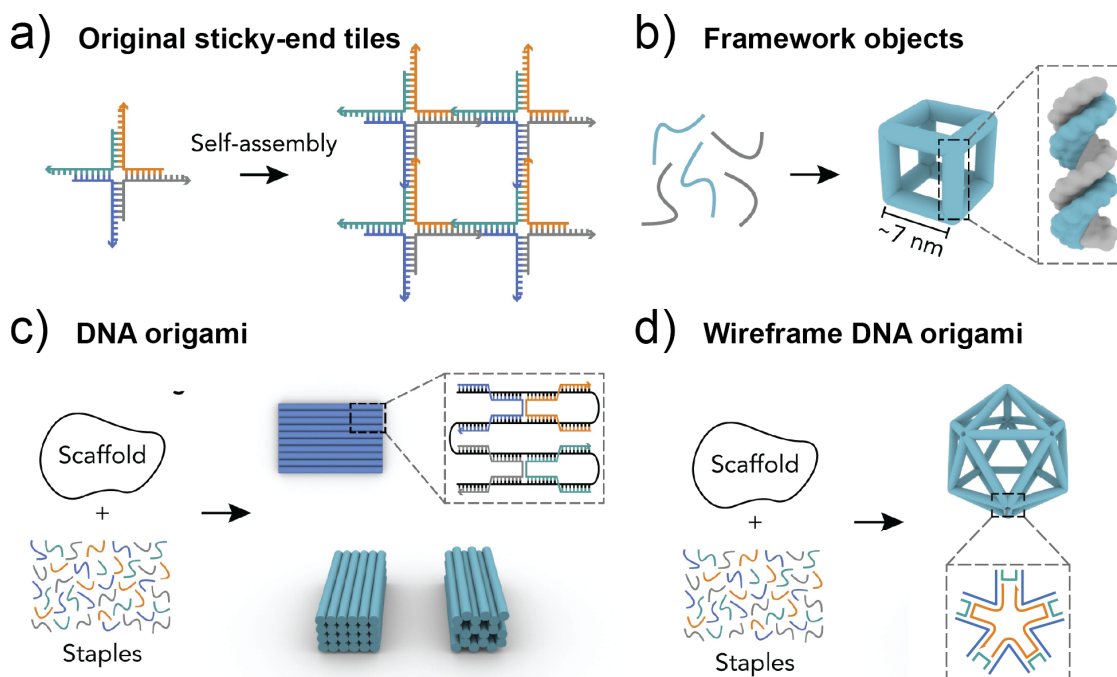 a) Original sticky-end tiles
Self-assembly
b) Framework objects
~7 nm
c) DNA origami
Scaffold
+
Staples
d) Wireframe DNA origami
Scaffold
+
Staples